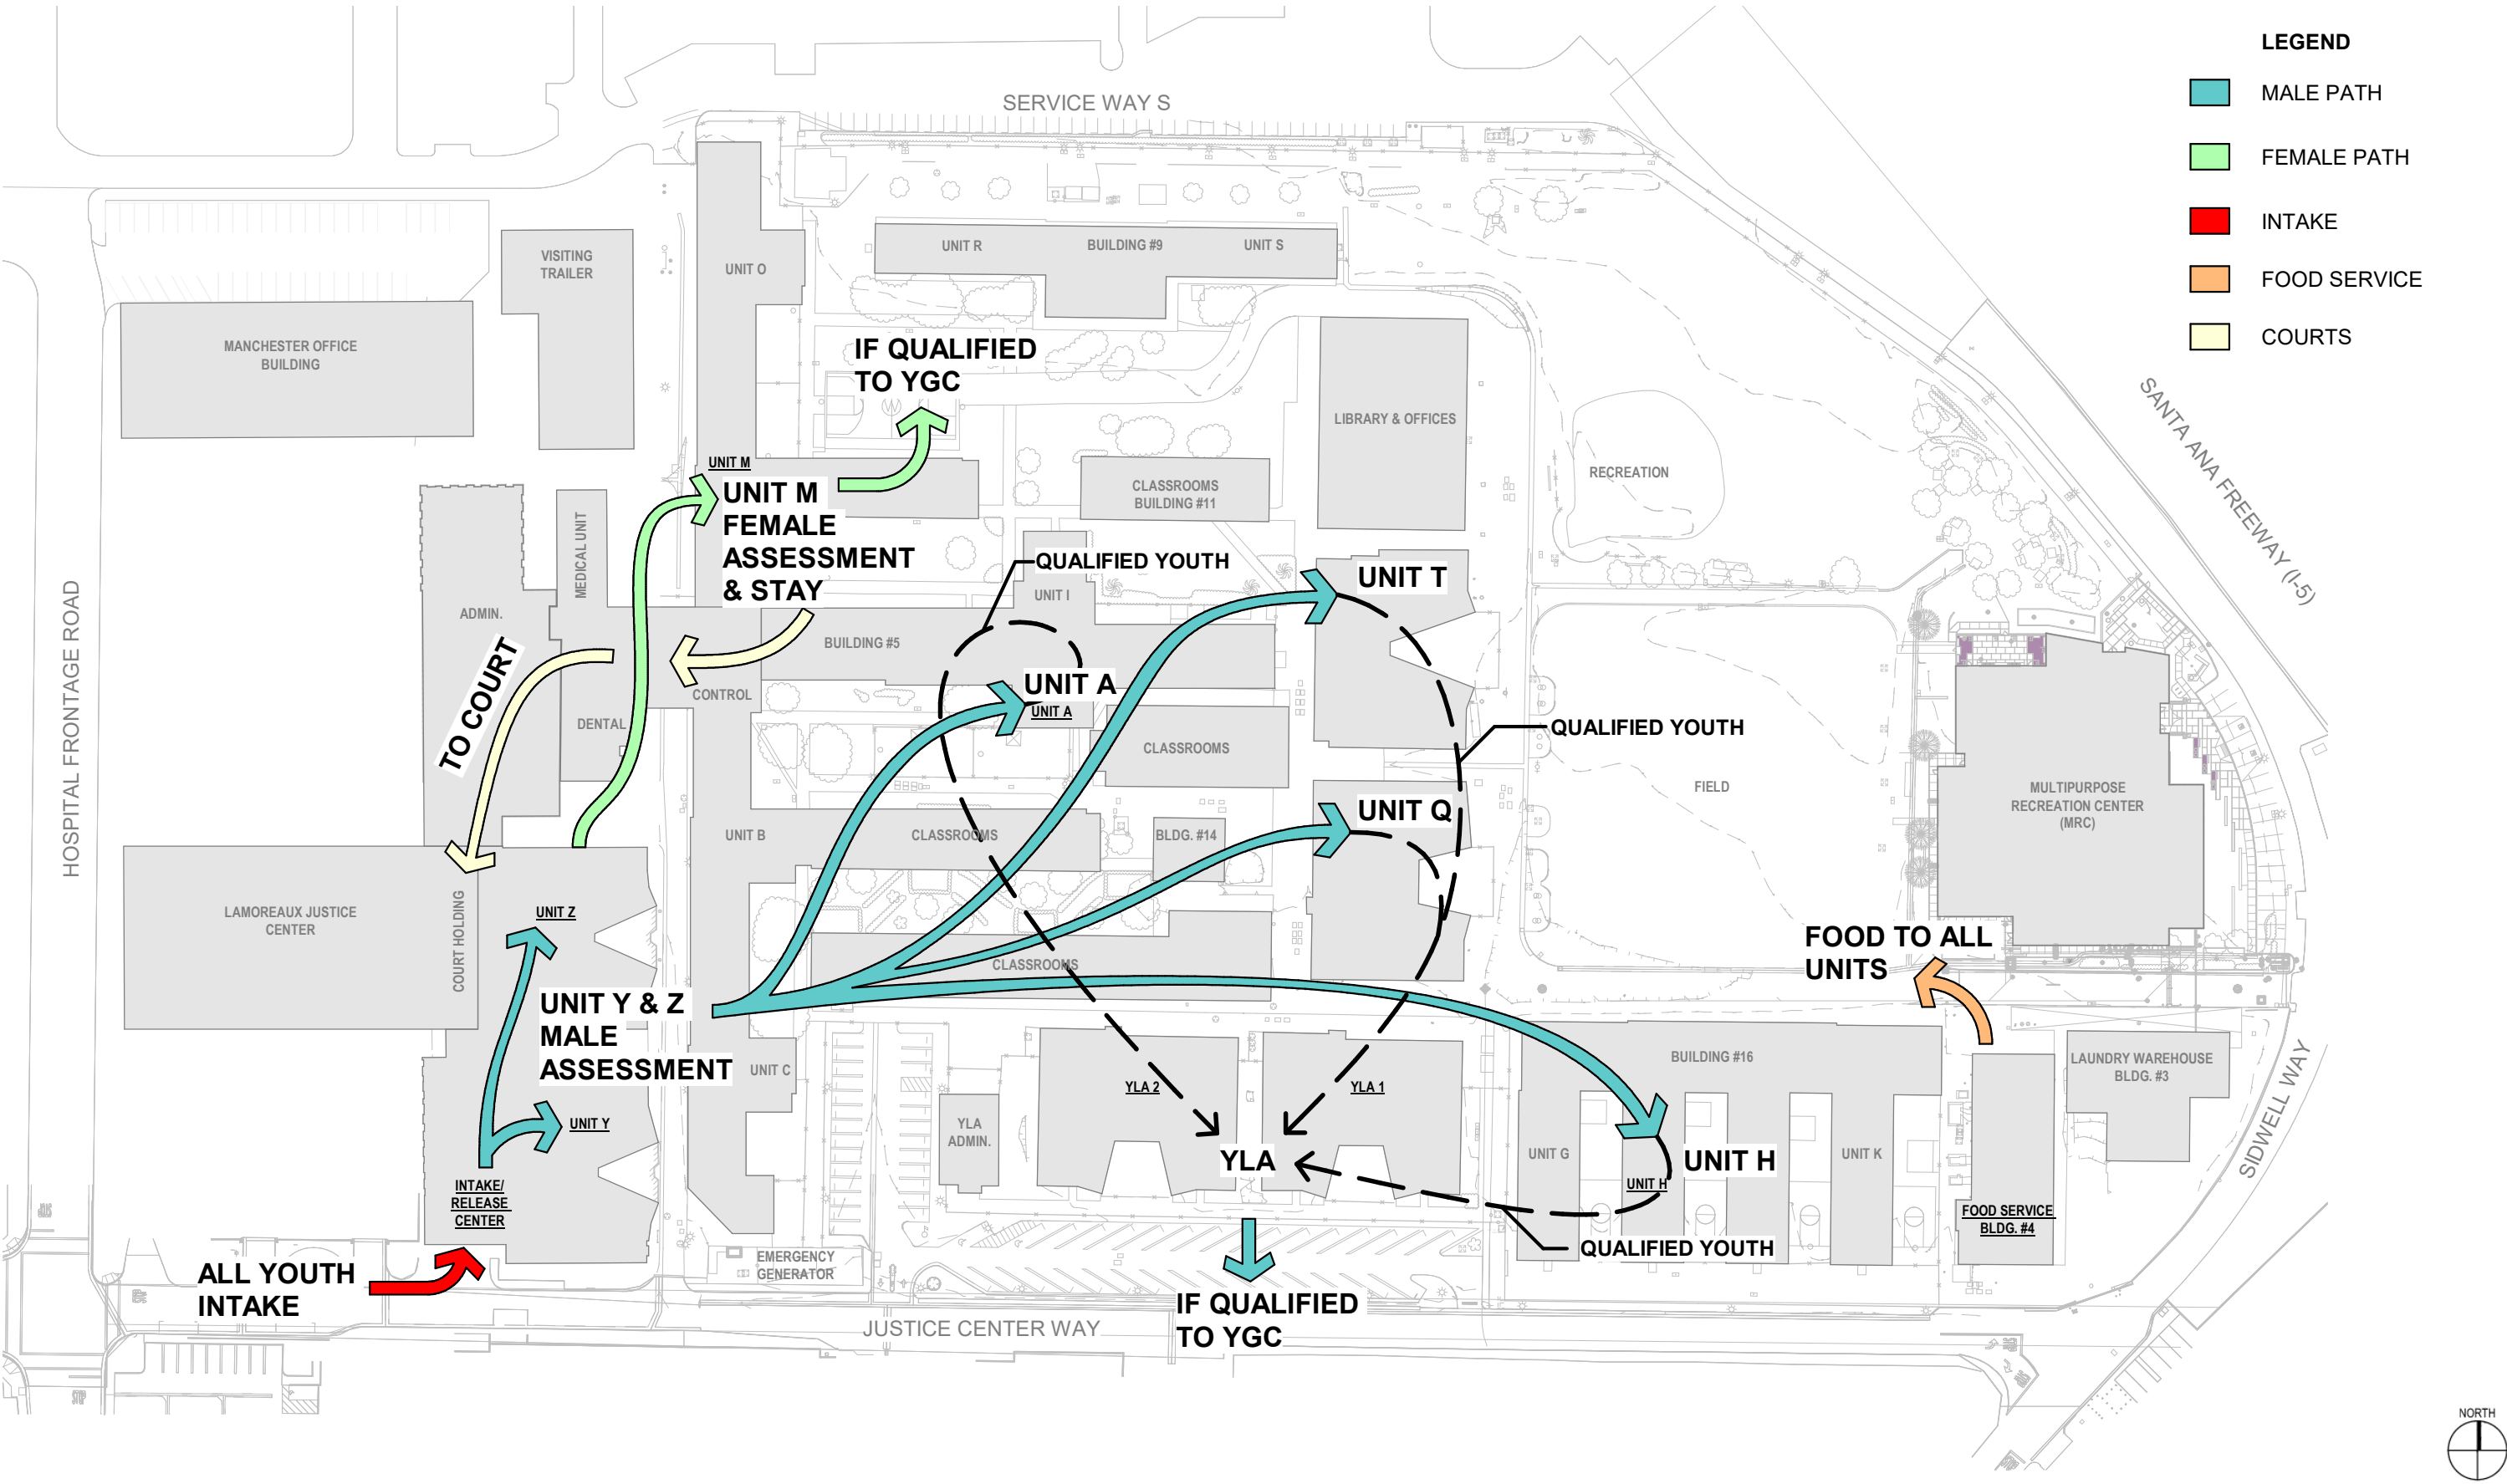 LEGEND
MALE PATH
FEMALE PATH
INTAKE
FOOD SERVICE
COURTS
SERVICE WAY S
SANTA ANA FREEWAY (I-5)
HOSPITAL FRONTAGE ROAD
SIDWELL WAY
JUSTICE CENTER WAY
VISITING
TRAILER
MANCHESTER OFFICE
BUILDING
UNIT O
UNIT R
BUILDING #9
UNIT S
IF QUALIFIED
TO YGC
LIBRARY & OFFICES
RECREATION
UNIT M
UNIT M
FEMALE
ASSESSMENT
& STAY
CLASSROOMS
BUILDING #11
QUALIFIED YOUTH
MEDICAL UNIT
ADMIN.
UNIT I
UNIT T
BUILDING #5
TO COURT
CONTROL
DENTAL
UNIT A
UNIT A
CLASSROOMS
QUALIFIED YOUTH
FIELD
MULTIPURPOSE
RECREATION CENTER
(MRC)
UNIT B
CLASSROOMS
BLDG. #14
UNIT Q
LAMOREAUX JUSTICE
CENTER
COURT HOLDING
UNIT Z
CLASSROOMS
FOOD TO ALL
UNITS
UNIT Y & Z
MALE
ASSESSMENT
UNIT C
UNIT Y
YLA
ADMIN.
YLA 2
YLA 1
YLA
BUILDING #16
UNIT G
UNIT H
UNIT H
UNIT K
LAUNDRY WAREHOUSE
BLDG. #3
FOOD SERVICE
BLDG. #4
INTAKE/
RELEASE
CENTER
QUALIFIED YOUTH
EMERGENCY
GENERATOR
ALL YOUTH
INTAKE
IF QUALIFIED
TO YGC
NORTH